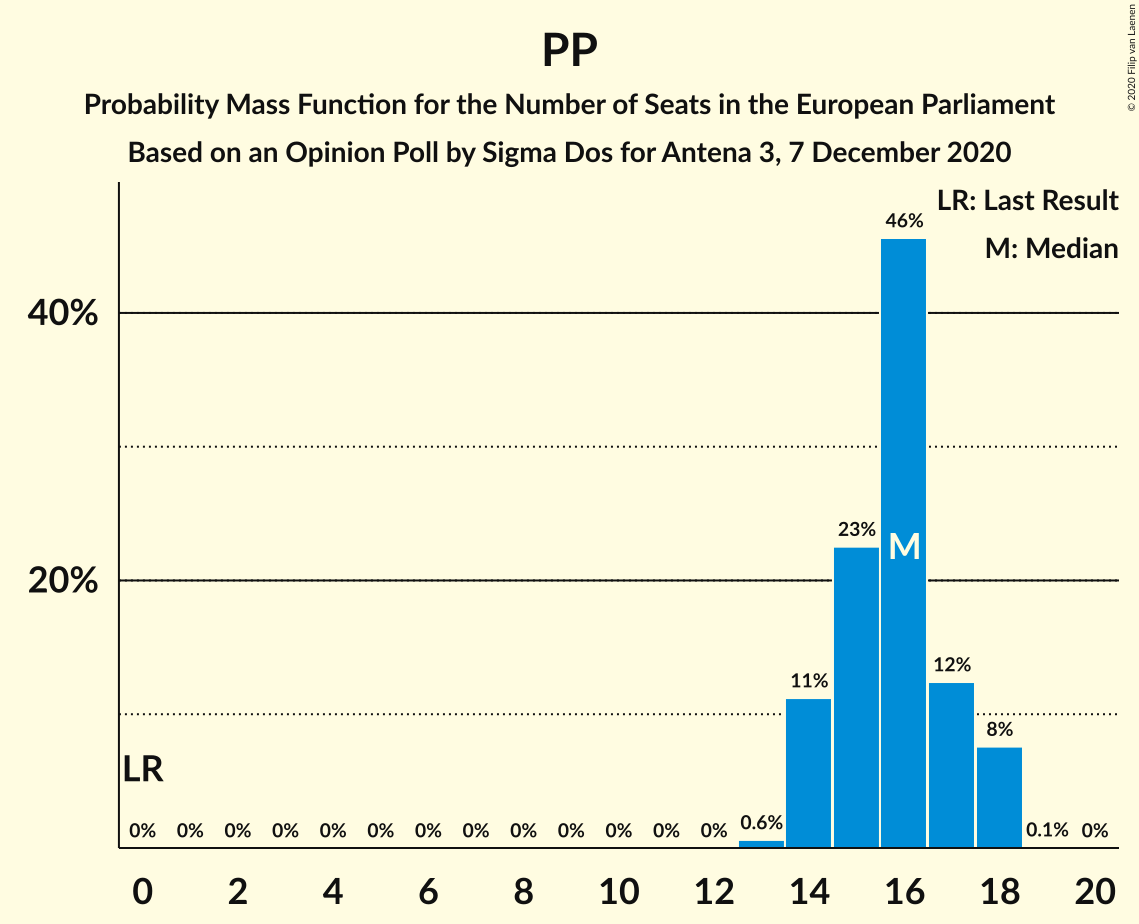 PP
Probability Mass Function for the Number of Seats in the European Parliament
Based on an Opinion Poll by Sigma Dos for Antena 3, 7 December 2020
© 2020 Filip van Laenen
LR: Last Result
M: Median
40%
20%
46%
23%
M
12%
11%
8%
LR
0% 0% 0% 0% 0% 0% 0% 0% 0% 0% 0% 0% 0% 0.6% 0.1% 0%
0 2 4 6 8 10 12 14 16 18 20